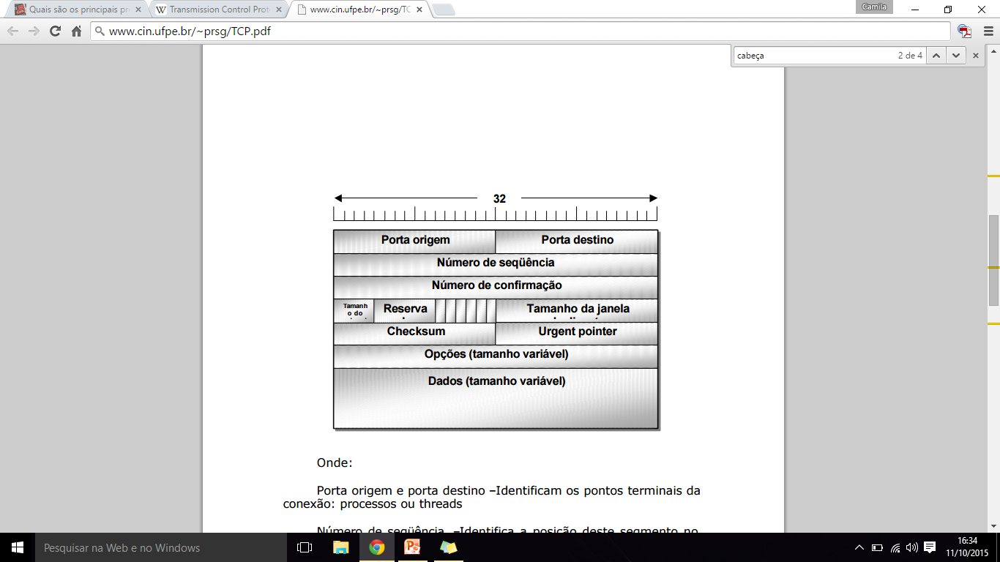 Quais são os principais pr
Transmission Control Prot
www.cin.ufpe.br/~prsg/TC
Camila
www.cin.ufpe.br/~prsg/TCP.pdf
cabeça
2 de 4
32
Porta origem
Porta destino
Número de seqüência
Número de confirmação
Tamanh
o do
Reserva
Tamanho da janela
Checksum
Urgent pointer
Opções (tamanho variável)
Dados (tamanho variável)
Onde:
Porta origem e porta destino –Identificam os pontos terminais da
conexão: processos ou threads
Número de seqüência –Identifica a posição deste segmento no
Pesquisar na Web e no Windows
16:34
11/10/2015